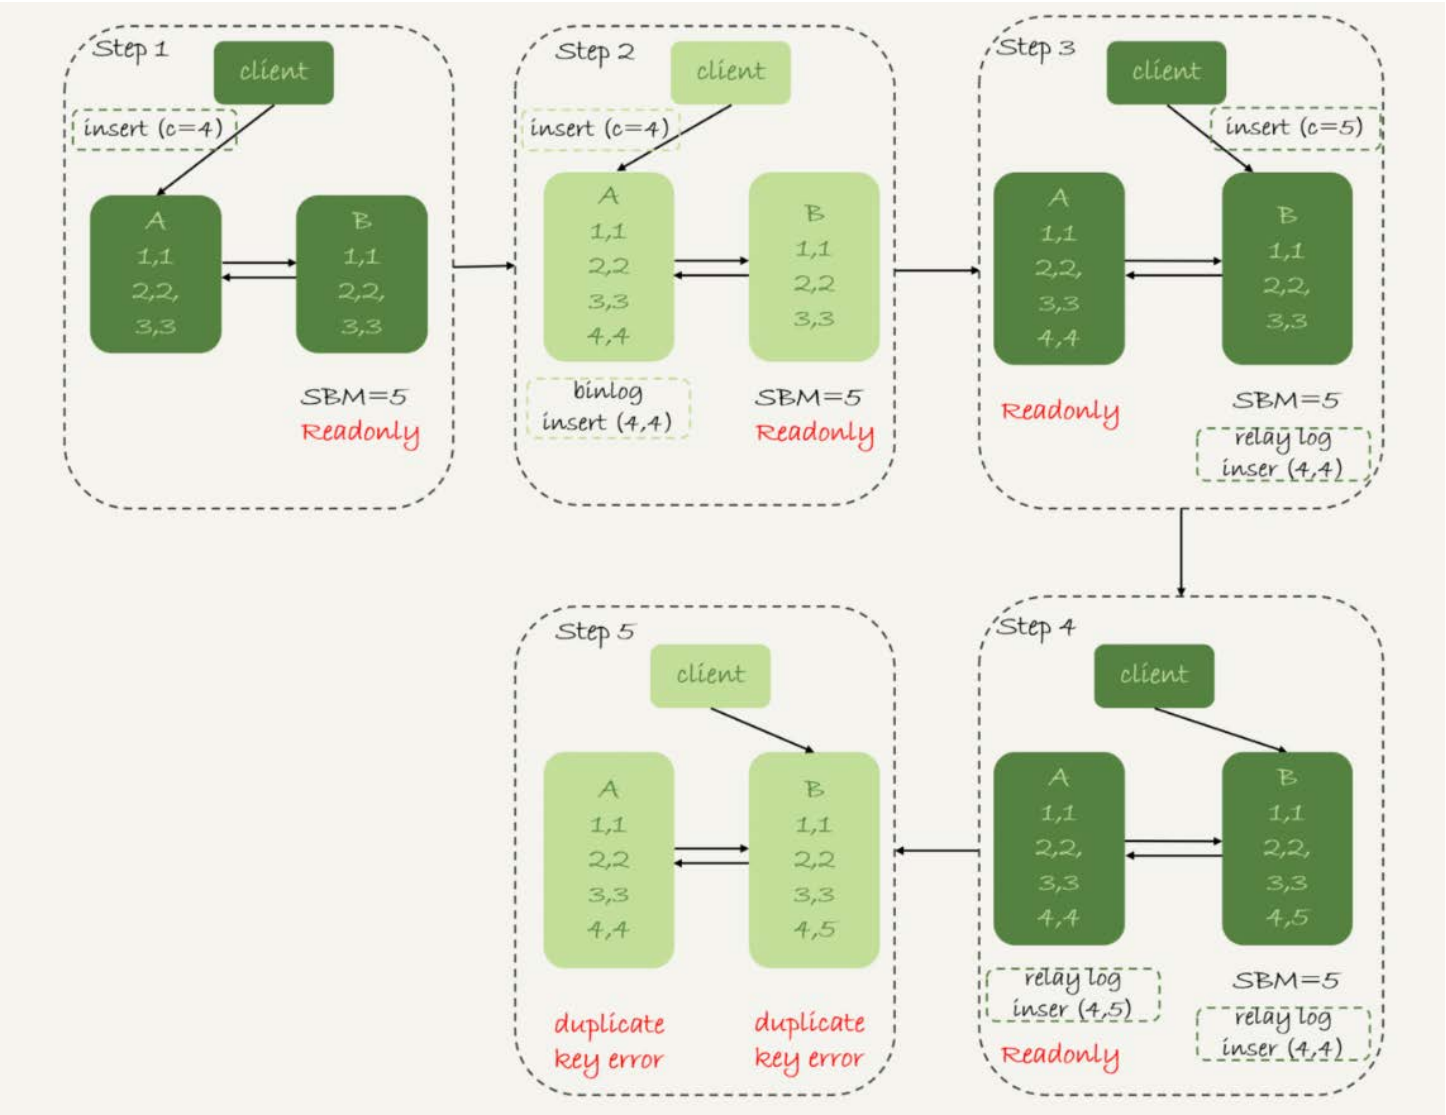 Step 1
client
insert (c=4)
A
1,1
2,2,
3,3
B
1,1
2,2,
3,3
SBM=5
Readonly
Step 2
client
insert (c=4)
A
1,1
2,2
3,3
4,4
B
1,1
2,2
3,3
binlog
insert (4,4)
SBM=5
Readonly
Step 3
client
insert (c=5)
A
1,1
2,2,
3,3
4,4
B
1,1
2,2,
3,3
Readonly
SBM=5
relay log
inser (4,4)
Step 4
client
A
1,1
2,2,
3,3
4,4
B
1,1
2,2,
3,3
4,5
relay log
inser (4,5)
Readonly
SBM=5
relay log
inser (4,4)
Step 5
client
A
1,1
2,2
3,3
4,4
B
1,1
2,2
3,3
4,5
duplicate
key error
duplicate
key error